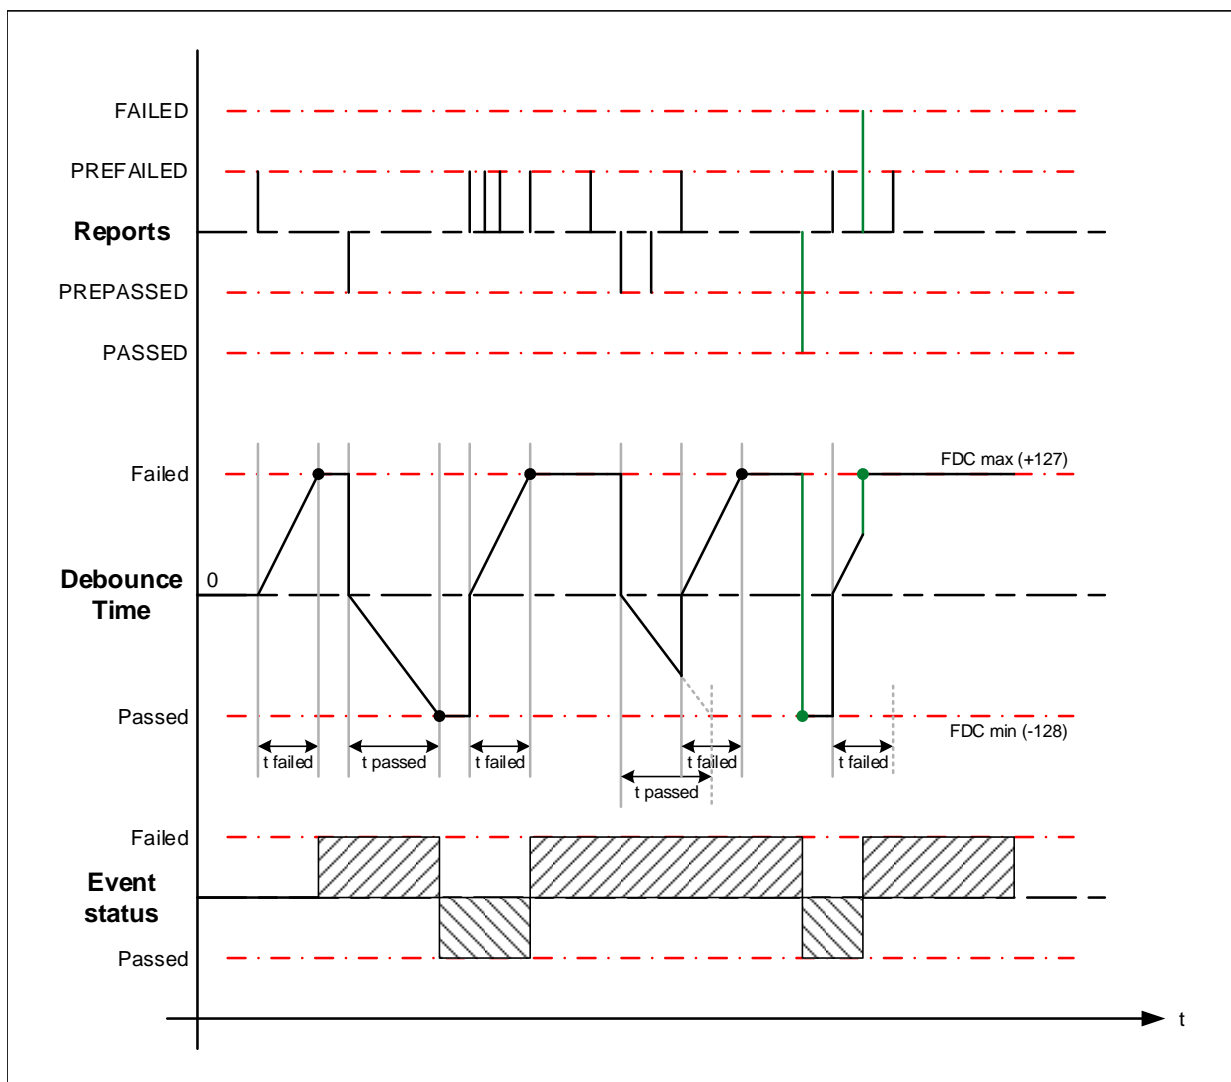 FAILED
PREFAILED
Reports
PREPASSED
PASSED
Failed
FDC max (+127)
0
Debounce
Time
Passed
FDC min (-128)
t failed
t passed
t failed
t failed
t failed
t passed
Failed
Event
status
Passed
t